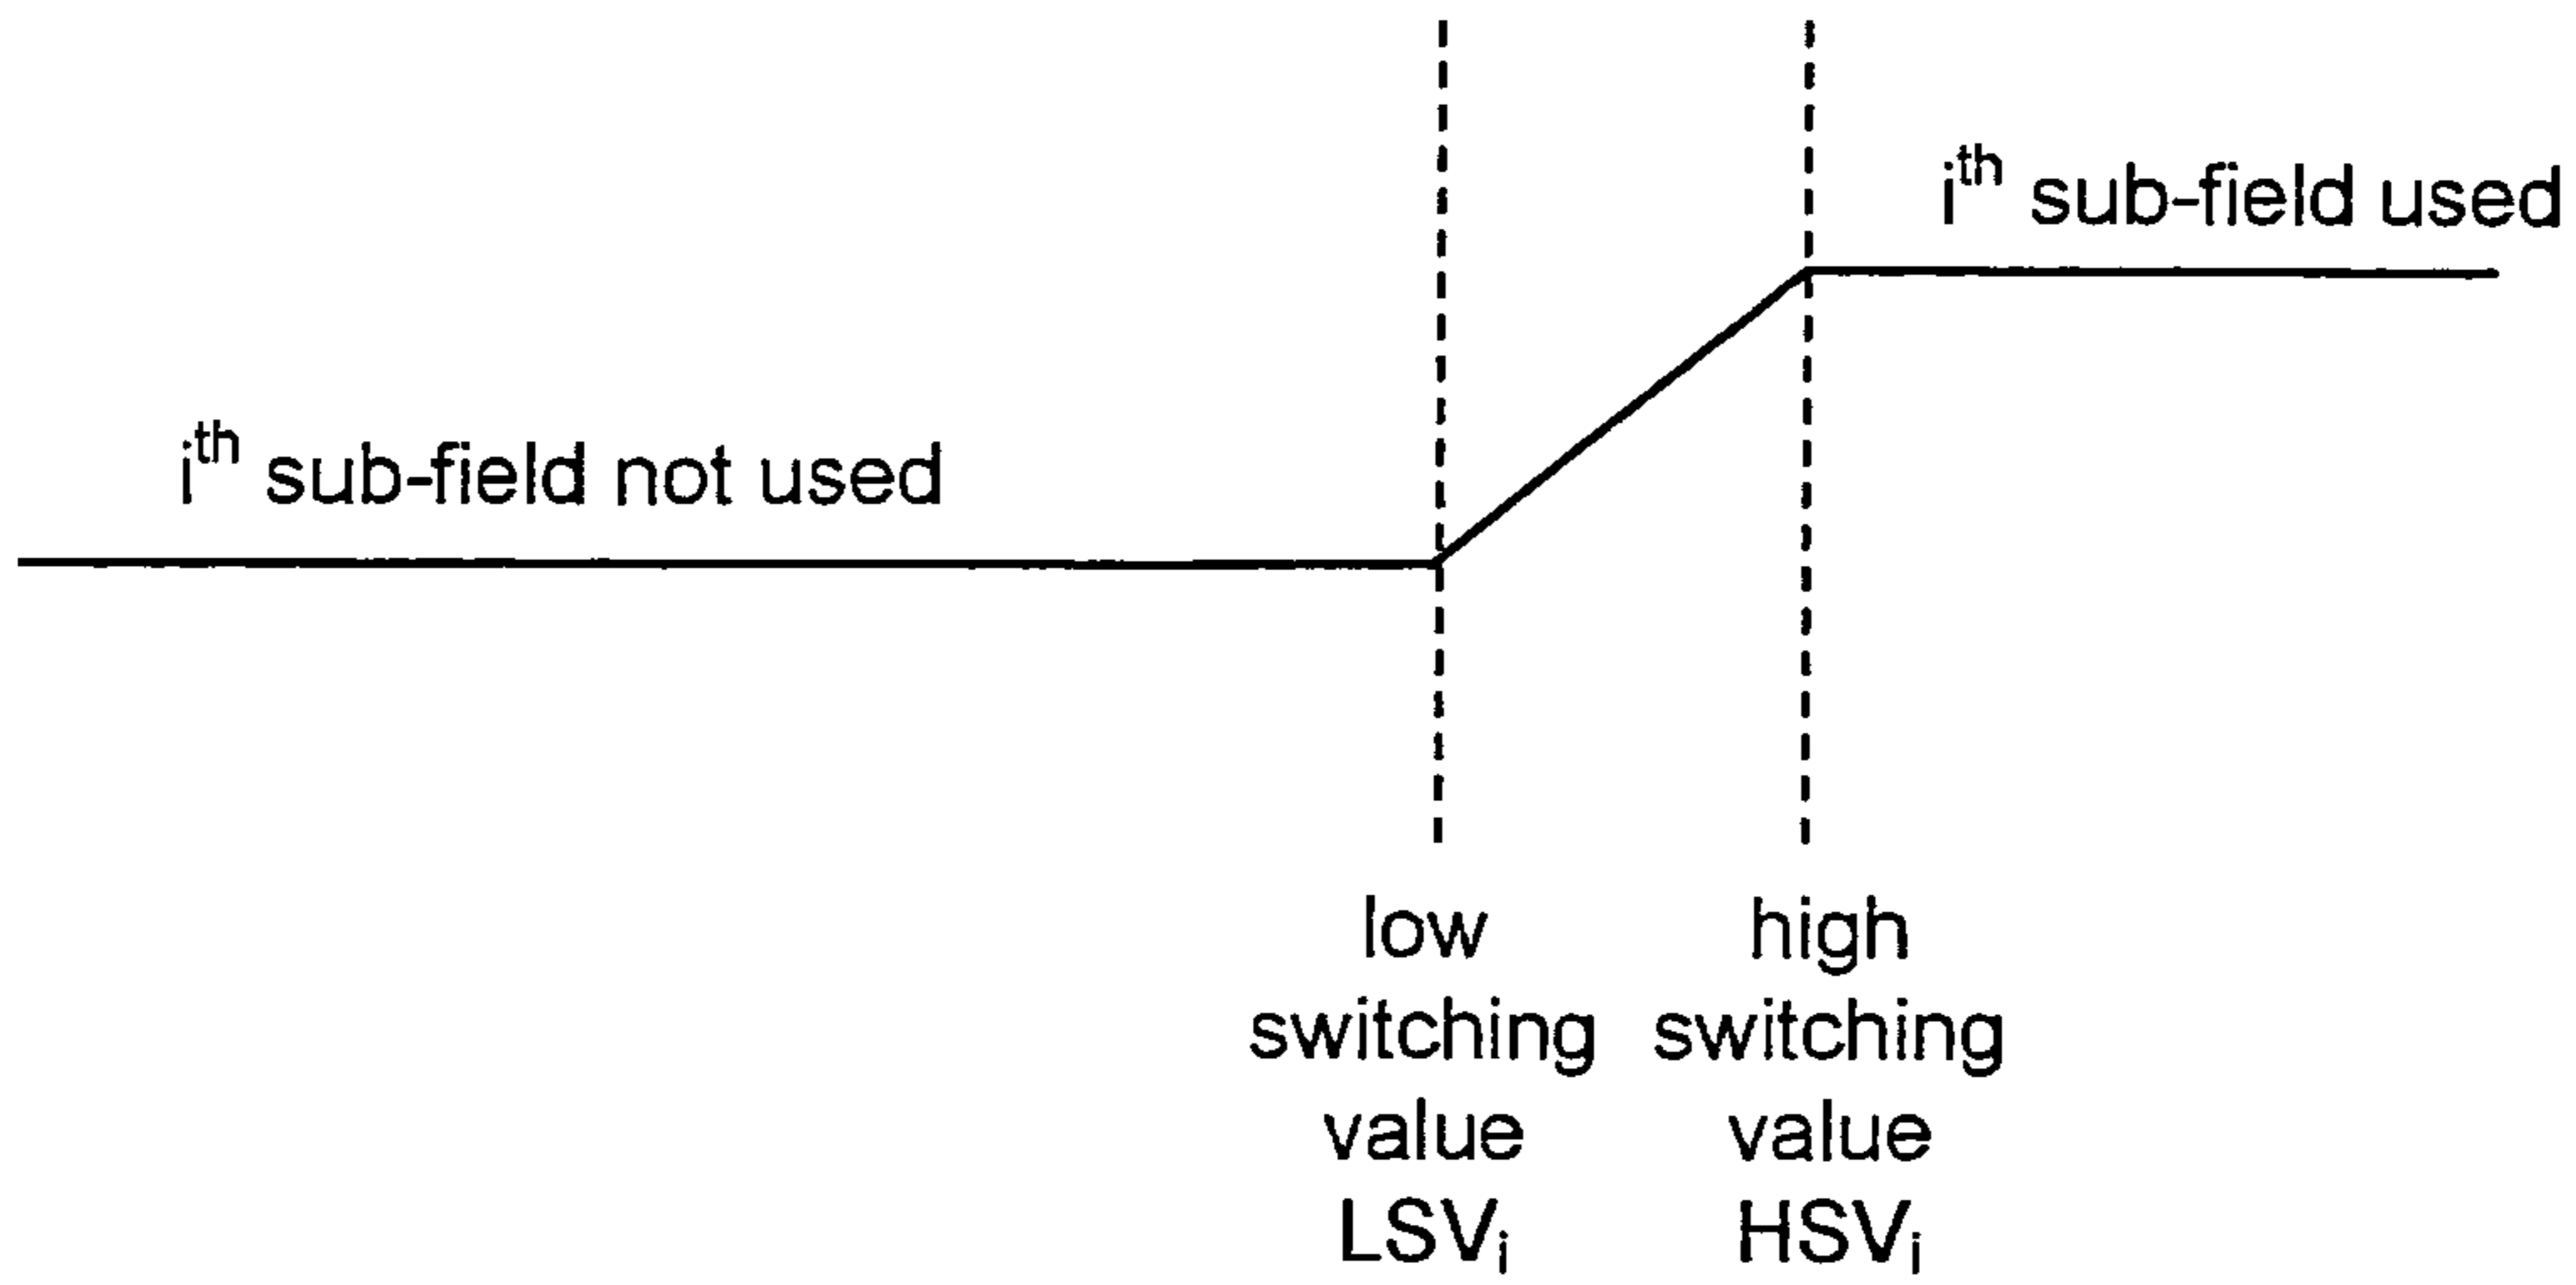 iᵗʰ sub-field used
iᵗʰ sub-field not used
low
switching
value
LSVᵢ
high
switching
value
HSVᵢ